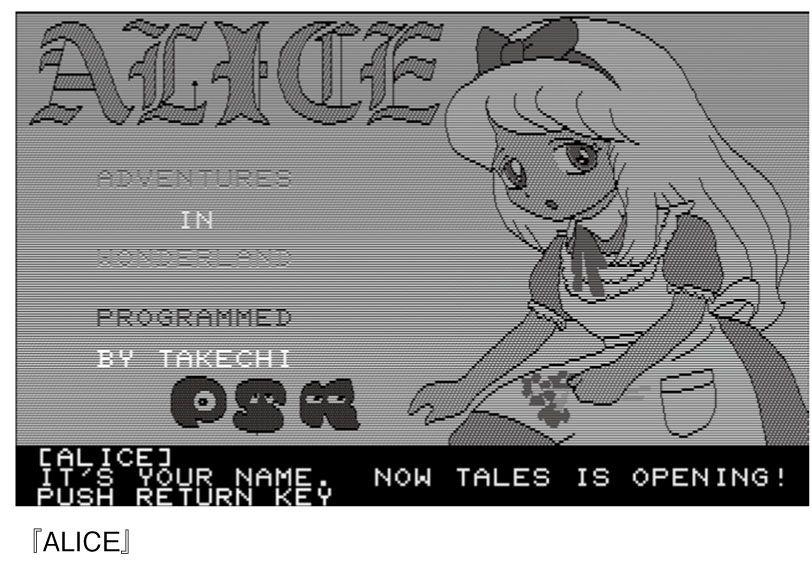 ALICE
ADVENTURES
IN
WONDERLAND
PROGRAMMED
BY TAKECHI
PSK
[ALICE]
IT'S YOUR NAME. NOW TALES IS OPENING!
PUSH RETURN KEY
『ALICE』